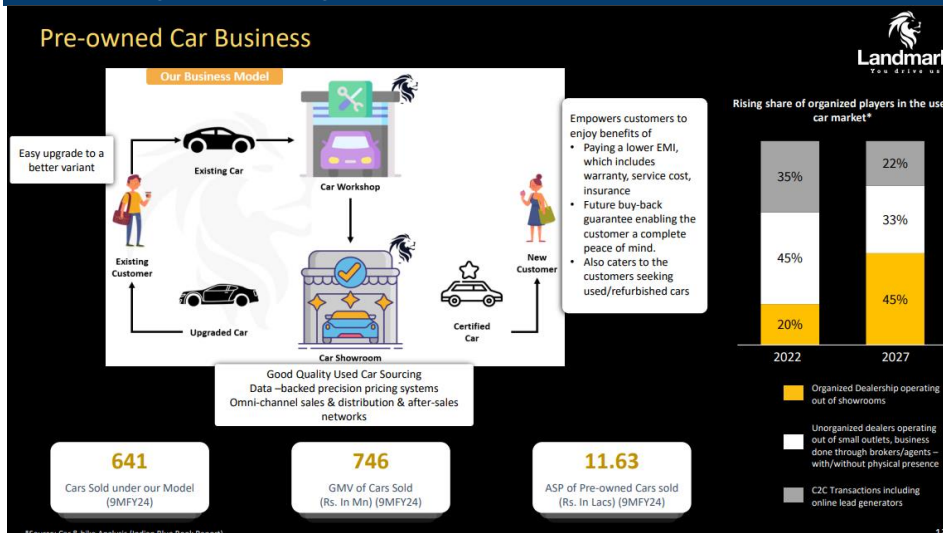 Pre-owned Car Business
Landmark
You drive us
Our Business Model
Easy upgrade to a
better variant
Existing Car
Car Workshop
Existing
Customer
Upgraded Car
Car Showroom
New
Customer
Certified
Car
Empowers customers to
enjoy benefits of
• Paying a lower EMI,
which includes
warranty, service cost,
insurance
• Future buy-back
guarantee enabling the
customer a complete
peace of mind.
• Also caters to the
customers seeking
used/refurbished cars
Good Quality Used Car Sourcing
Data –backed precision pricing systems
Omni-channel sales & distribution & after-sales
networks
641
Cars Sold under our Model
(9MFY24)
746
GMV of Cars Sold
(Rs. In Mn) (9MFY24)
11.63
ASP of Pre-owned Cars sold
(Rs. In Lacs) (9MFY24)
Rising share of organized players in the use
car market*
35%
45%
20%
2022
22%
33%
45%
2027
Organized Dealership operating
out of showrooms
Unorganized dealers operating
out of small outlets, business
done through brokers/agents –
with/without physical presence
C2C Transactions including
online lead generators